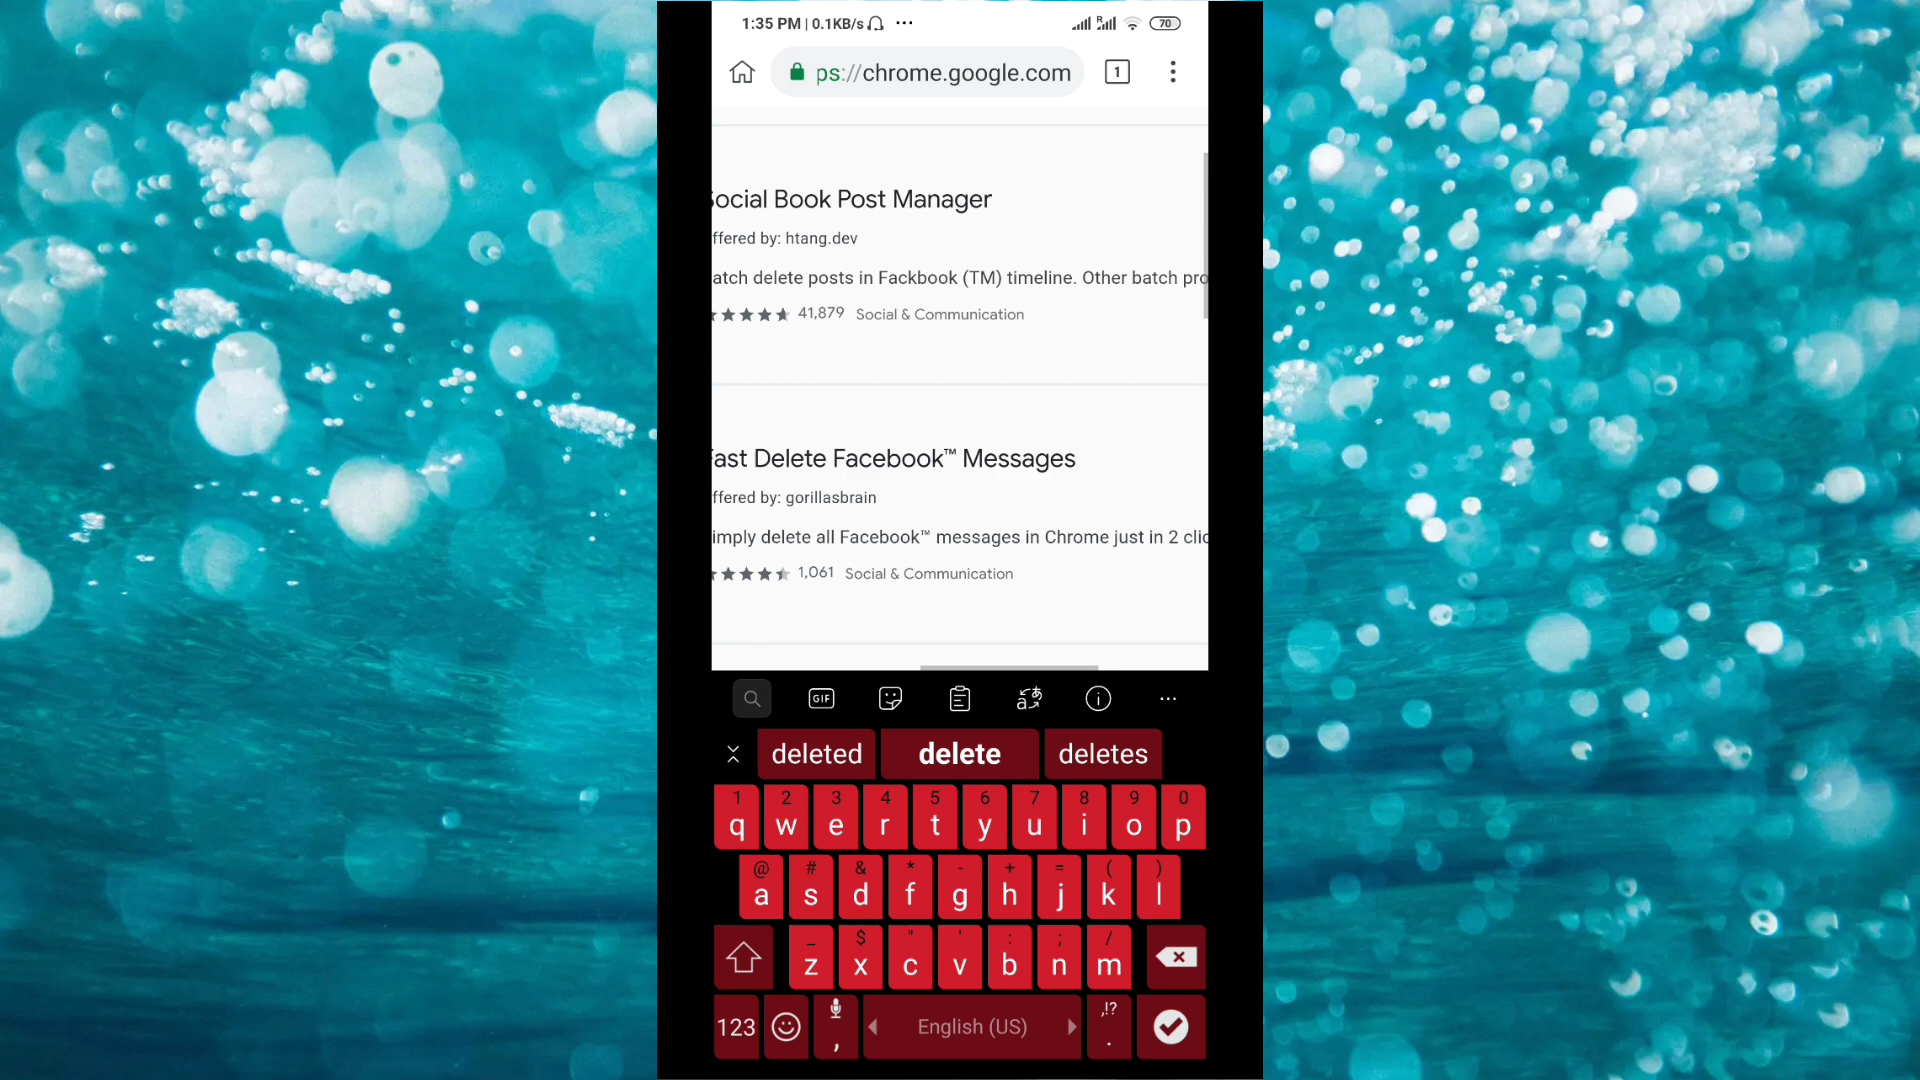 1:35 PM | 0.1KB/s ...
R
70
ps://chrome.google.com
1
ocial Book Post Manager
ffered by: htang.dev
atch delete posts in Fackbook (TM) timeline. Other batch pro
41,879 Social & Communication
ast Delete Facebook™ Messages
ffered by: gorillasbrain
imply delete all Facebook™ messages in Chrome just in 2 clic
1,061 Social & Communication
GIF
aあ
deleted delete deletes
1 2 3 4 5 6 7 8 9 0
q w e r t y u i o p
@ # & * - + = ( )
a s d f g h j k l
_ $ " ' : ; /
z x c v b n m
,!?
123 , English (US) .